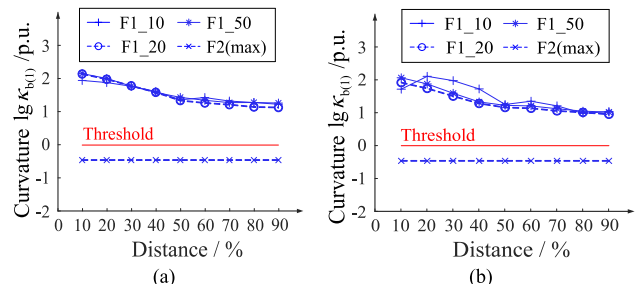 F1_10 F1_50
F1_20 F2(max)
Curvature lg κb(1) /p.u.
3
2
1
0
-1
-2
Threshold
0 10 20 30 40 50 60 70 80 90
Distance / %
(a)
F1_10 F1_50
F1_20 F2(max)
Curvature lg κb(1) /p.u.
3
2
1
0
-1
-2
Threshold
0 10 20 30 40 50 60 70 80 90
Distance / %
(b)